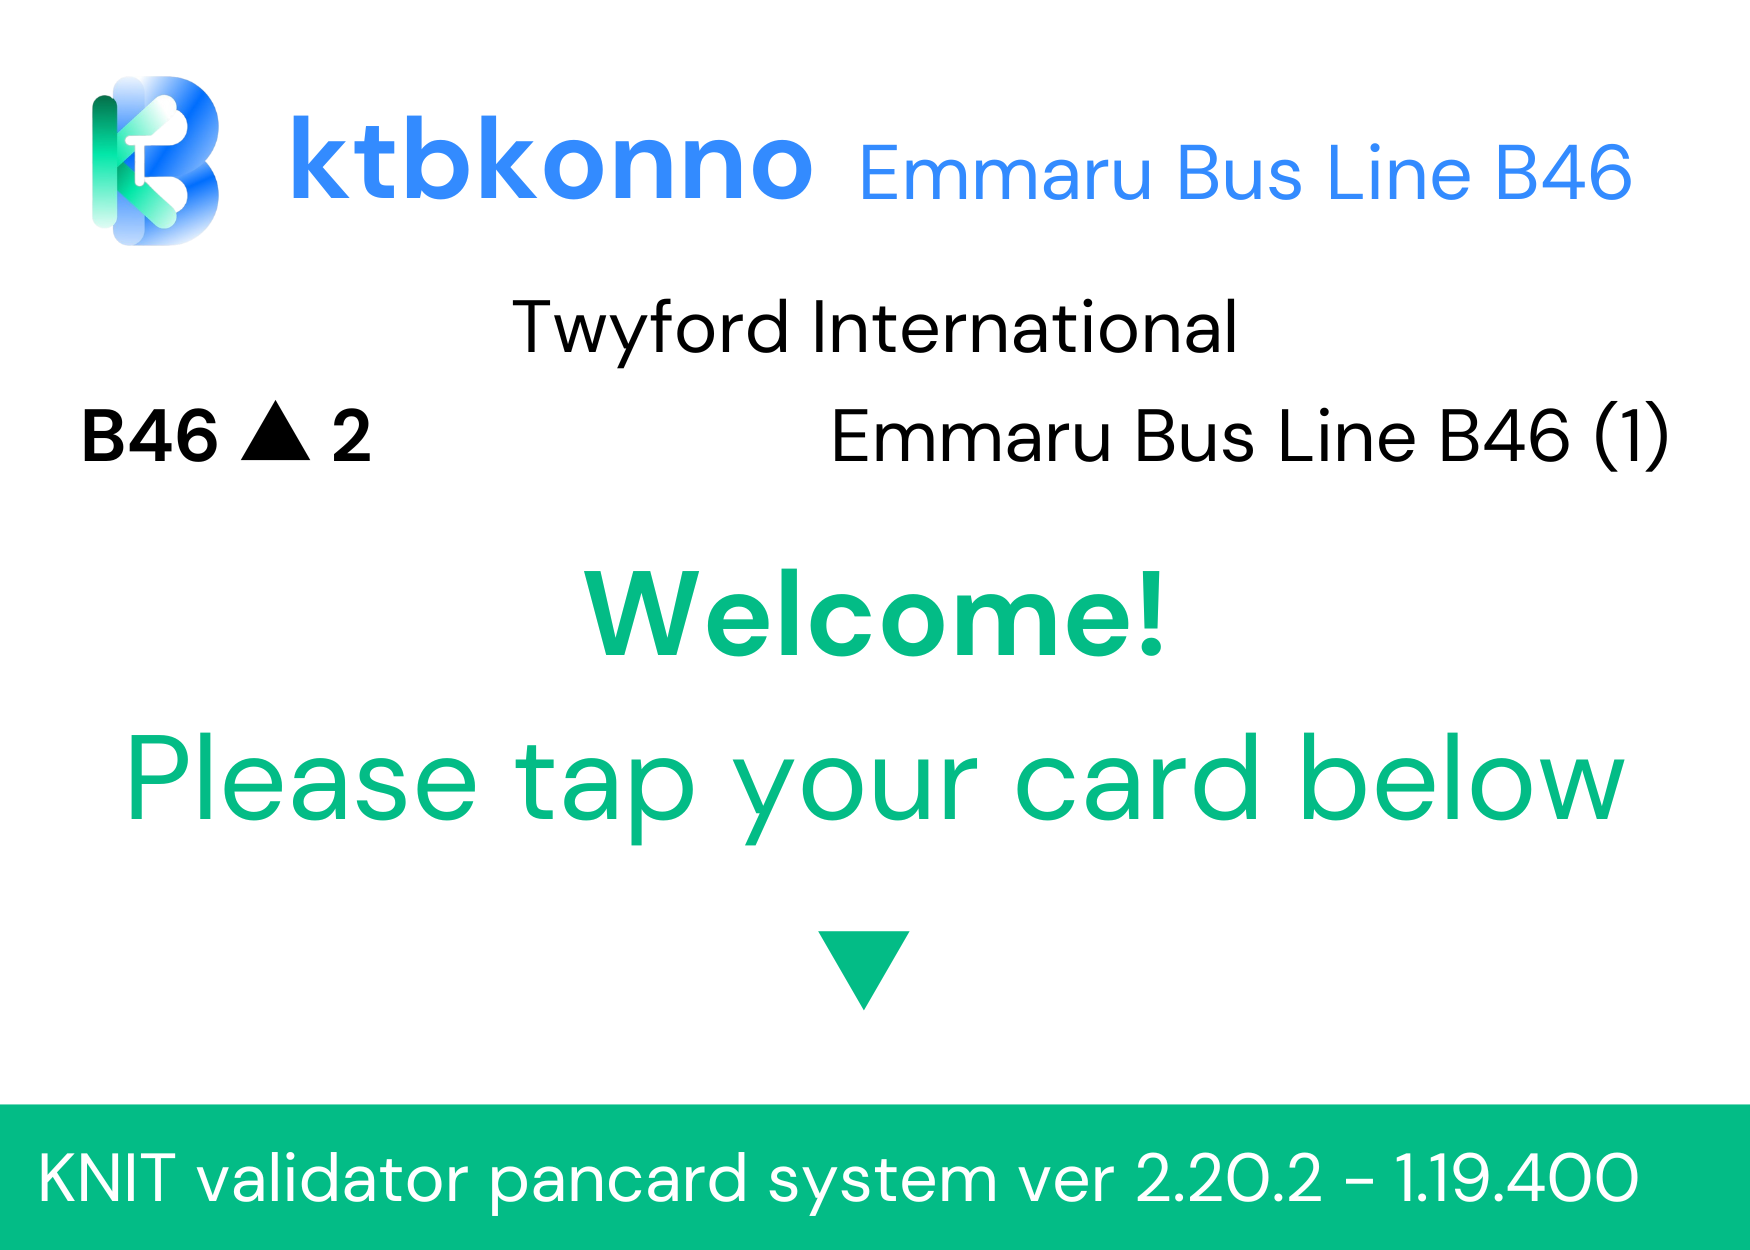 ktbkonno Emmaru Bus Line B46
Twyford International
B46 ▲ 2 Emmaru Bus Line B46 (1)
Welcome!
Please tap your card below
▼
KNIT validator pancard system ver 2.20.2 - 1.19.400